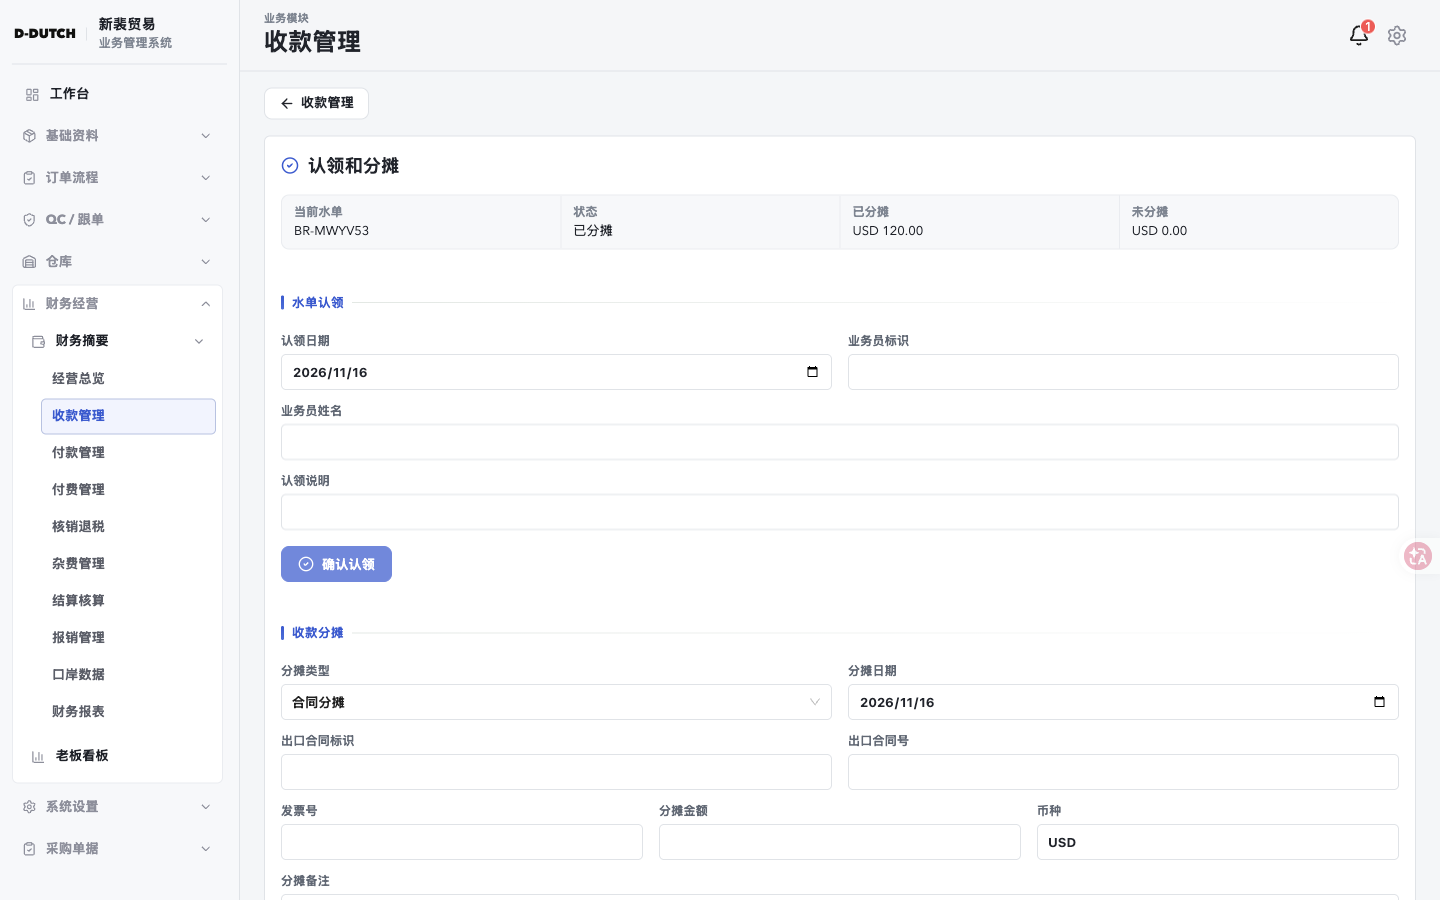 D-DUTCH
新裴贸易
业务管理系统
工作台
基础资料
订单流程
QC / 跟单
仓库
财务经营
财务摘要
经营总览
收款管理
付款管理
付费管理
核销退税
杂费管理
结算核算
报销管理
口岸数据
财务报表
老板看板
系统设置
采购单据
业务模块
收款管理
1
收款管理
认领和分摊
当前水单
BR-MWYV53
状态
已分摊
已分摊
USD 120.00
未分摊
USD 0.00
水单认领
认领日期
2026/11/16
业务员标识
业务员姓名
认领说明
确认认领
收款分摊
分摊类型
合同分摊
分摊日期
2026/11/16
出口合同标识
出口合同号
发票号
分摊金额
币种
USD
分摊备注